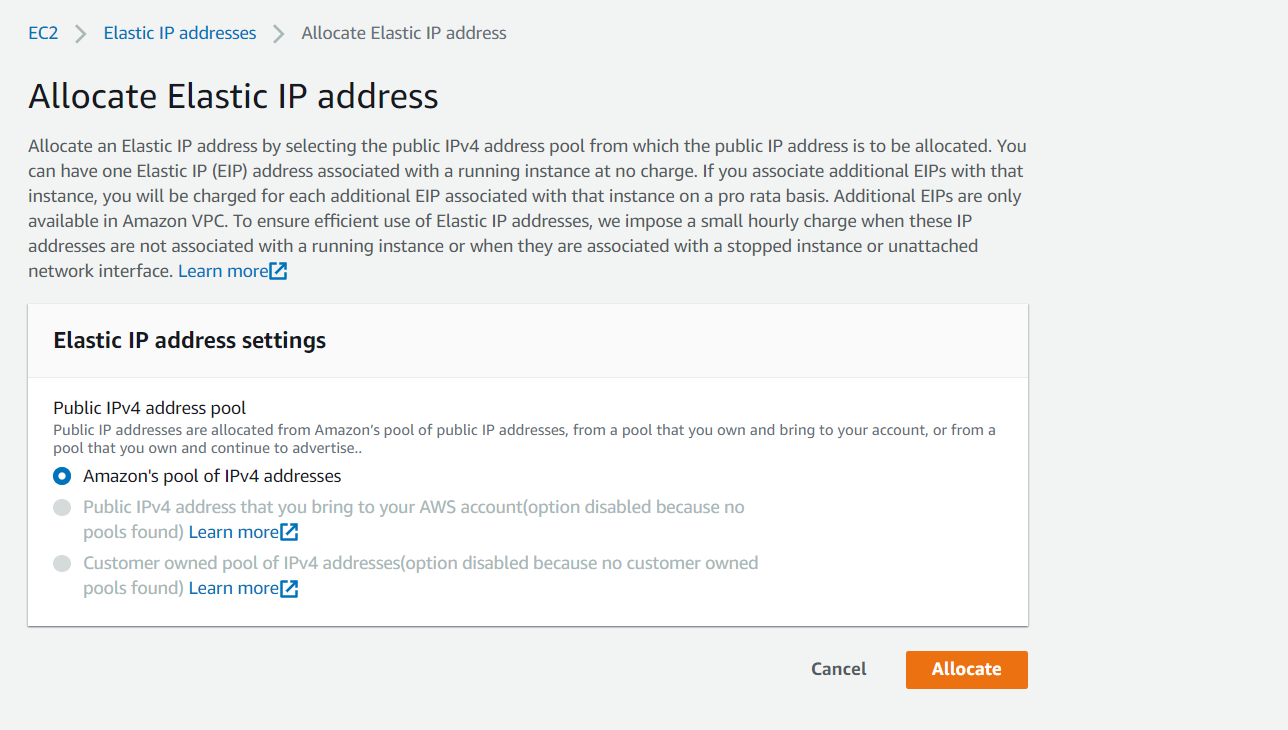 EC2 > Elastic IP addresses > Allocate Elastic IP address
Allocate Elastic IP address
Allocate an Elastic IP address by selecting the public IPv4 address pool from which the public IP address is to be allocated. You
can have one Elastic IP (EIP) address associated with a running instance at no charge. If you associate additional EIPs with that
instance, you will be charged for each additional EIP associated with that instance on a pro rata basis. Additional EIPs are only
available in Amazon VPC. To ensure efficient use of Elastic IP addresses, we impose a small hourly charge when these IP
addresses are not associated with a running instance or when they are associated with a stopped instance or unattached
network interface. Learn more
Elastic IP address settings
Public IPv4 address pool
Public IP addresses are allocated from Amazon's pool of public IP addresses, from a pool that you own and bring to your account, or from a
pool that you own and continue to advertise..
Amazon's pool of IPv4 addresses
Public IPv4 address that you bring to your AWS account(option disabled because no
pools found) Learn more
Customer owned pool of IPv4 addresses(option disabled because no customer owned
pools found) Learn more
Cancel Allocate